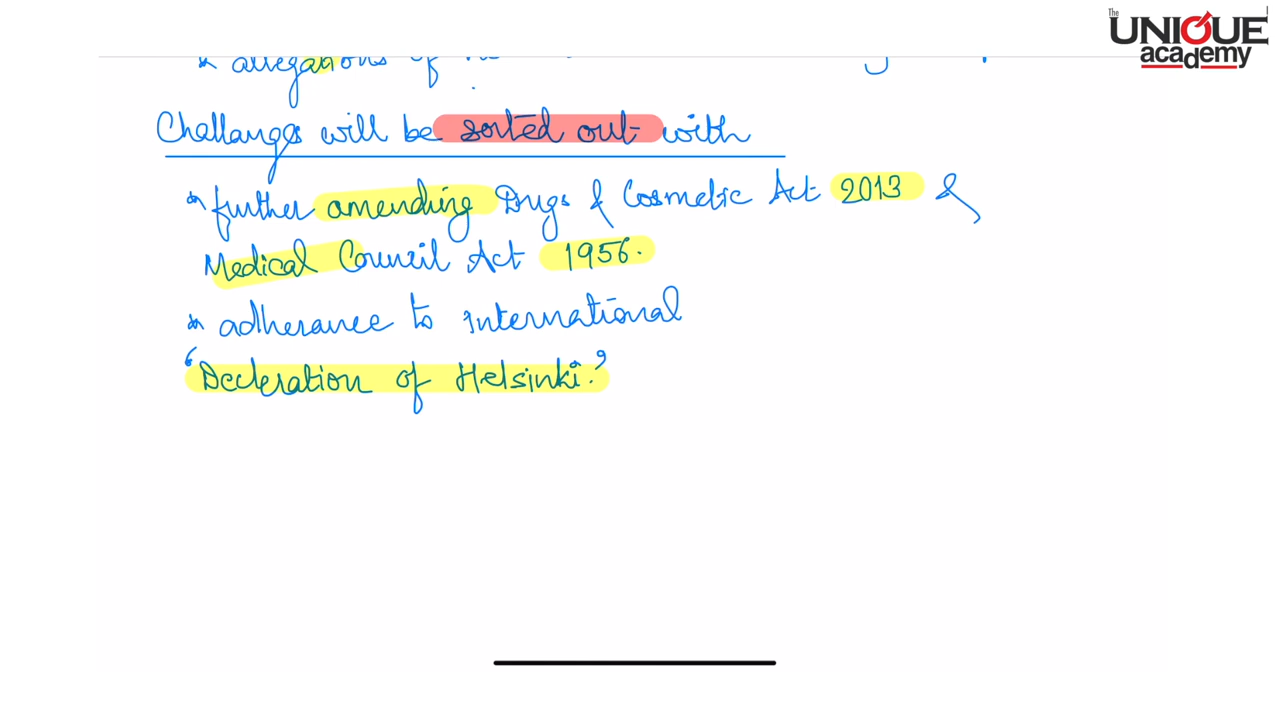 The
UNIQUE
academy
* allegations of
Challanges will be sorted out with
* further amending Drugs & Cosmetic Act 2013 &
Medical Council Act 1956.
* adherance to international
'Decleration of Helsinki.'